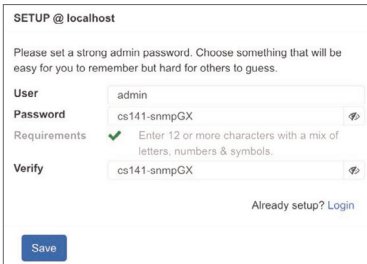 SETUP @ localhost
Please set a strong admin password. Choose something that will be
easy for you to remember but hard for others to guess.
User
admin
Password
cs141-snmpGX
Requirements
Enter 12 or more characters with a mix of
letters, numbers & symbols.
Verify
cs141-snmpGX
Already setup? Login
Save